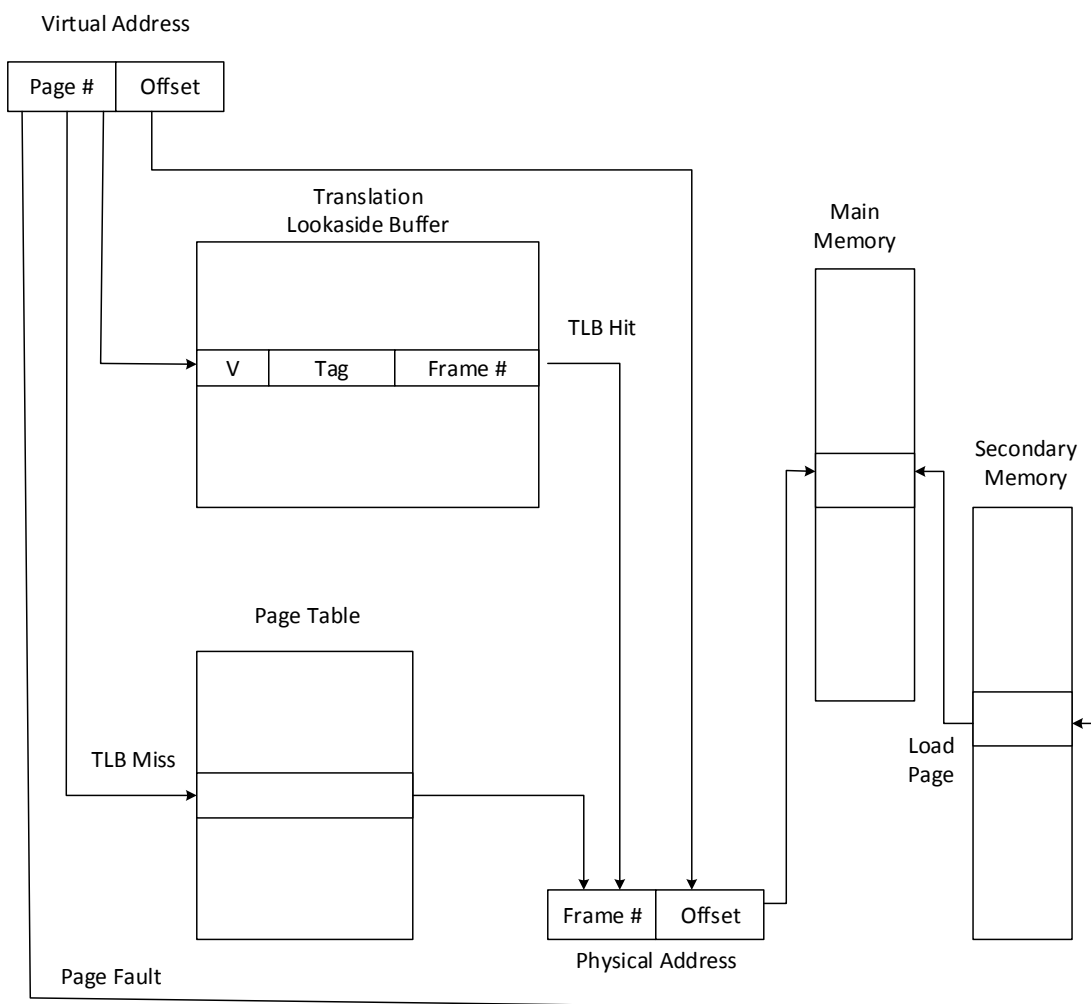 Virtual Address
Page #
Offset
Translation
Lookaside Buffer
Main
Memory
TLB Hit
V
Tag
Frame #
Secondary
Memory
Page Table
TLB Miss
Load
Page
Frame #
Offset
Physical Address
Page Fault